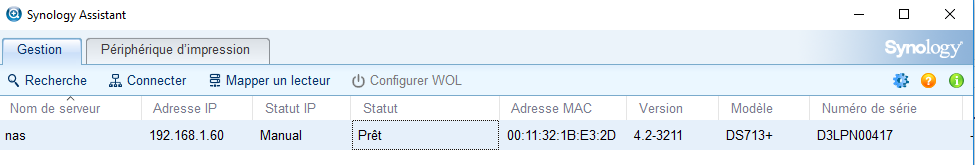 Synology Assistant
Gestion Périphérique d'impression Synology
Recherche Connecter Mapper un lecteur Configurer WOL
Nom de serveur Adresse IP Statut IP Statut Adresse MAC Version Modèle Numéro de série
nas 192.168.1.60 Manual Prêt 00:11:32:1B:E3:2D 4.2-3211 DS713+ D3LPN00417